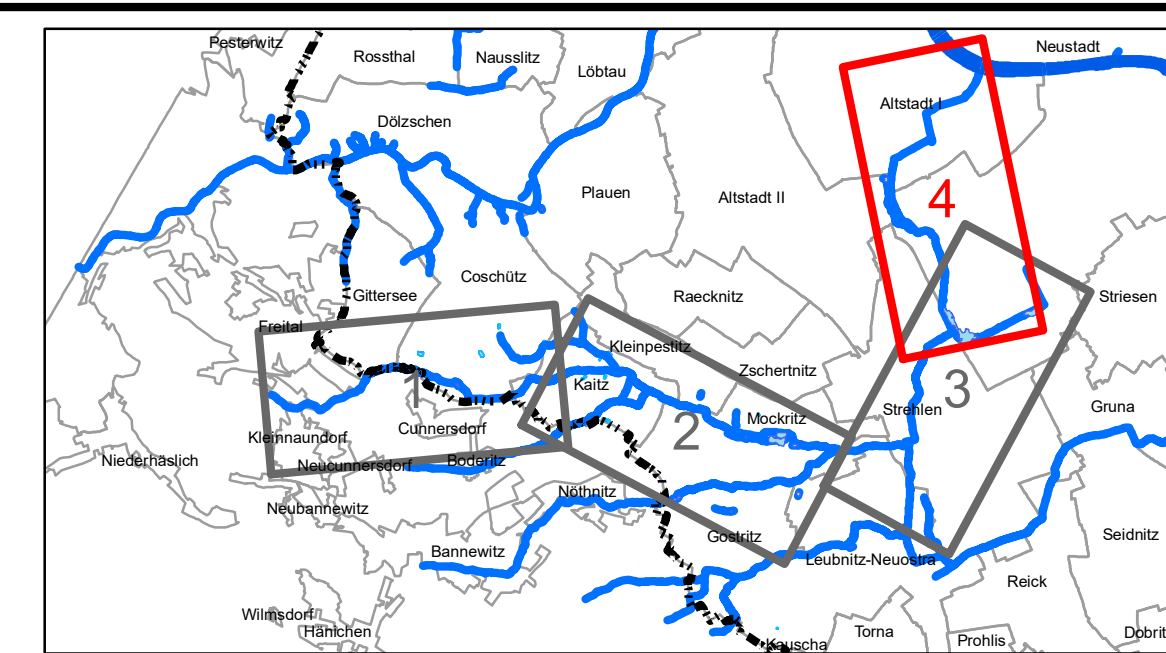 Pesterwitz
Rossthal
Nausslitz
Neustadt
Löbtau
Altstadt I
Dölzschen
Plauen
Altstadt II
4
Coschütz
Gittersee
Raecknitz
Striesen
Freital
Kleinpestitz
Zschertnitz
Kaitz
1
3
Strehlen
Gruna
Mockritz
Cunnersdorf
2
Kleinnaundorf
Niederhäslich
Neucunnersdorf
Boderitz
Nöthnitz
Neubannewitz
Gostritz
Seidnitz
Bannewitz
Leubnitz-Neuostra
Reick
Wilmsdorf
Hänichen
Torna
Prohlis
Dobrit
Kauscha